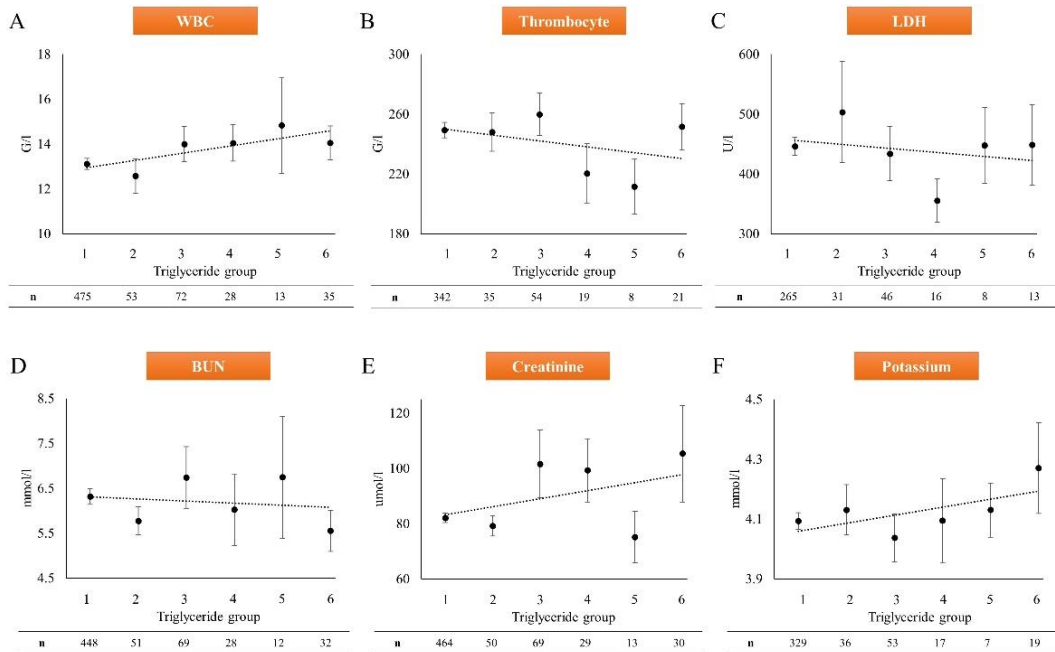 A WBC
18
16
14
12
10
G/l
1 2 3 4 5 6
Triglyceride group
n 475 53 72 28 13 35
B Thrombocyte
300
260
220
180
G/l
1 2 3 4 5 6
Triglyceride group
n 342 35 54 19 8 21
C LDH
600
500
400
300
U/l
1 2 3 4 5 6
Triglyceride group
n 265 31 46 16 8 13
D BUN
8.5
7.5
6.5
5.5
4.5
mmol/l
1 2 3 4 5 6
Triglyceride group
n 448 51 69 28 12 32
E Creatinine
120
100
80
60
umol/l
1 2 3 4 5 6
Triglyceride group
n 464 50 69 29 13 30
F Potassium
4.5
4.3
4.1
3.9
mmol/l
1 2 3 4 5 6
Triglyceride group
n 329 36 53 17 7 19